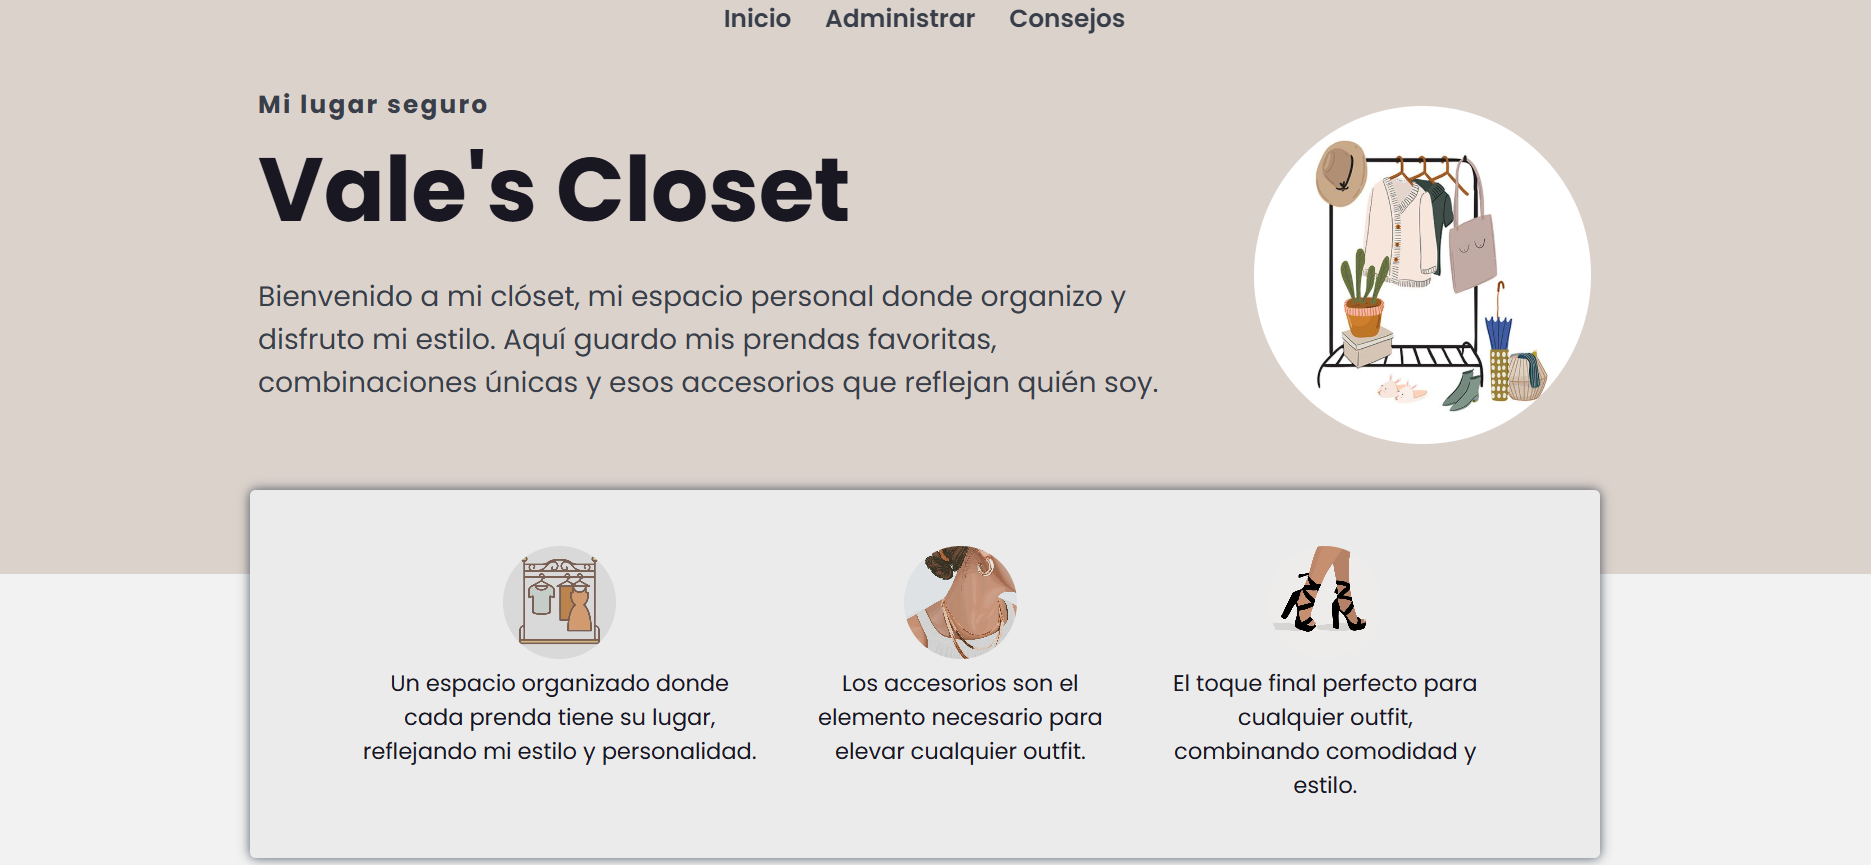 Inicio Administrar Consejos
Mi lugar seguro
Vale's Closet
Bienvenido a mi clóset, mi espacio personal donde organizo y
disfruto mi estilo. Aquí guardo mis prendas favoritas,
combinaciones únicas y esos accesorios que reflejan quién soy.
Un espacio organizado donde
cada prenda tiene su lugar,
reflejando mi estilo y personalidad.
Los accesorios son el
elemento necesario para
elevar cualquier outfit.
El toque final perfecto para
cualquier outfit,
combinando comodidad y
estilo.